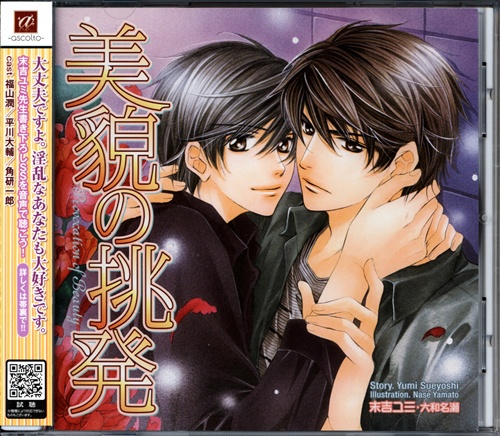 a
-ascolto-
大丈夫ですよ。淫乱なあなたも大好きです。
末吉ユミ先生書き下ろしSSを音声で聴こう!
詳しくは帯裏で!!
cast 福山潤//平川大輔//角研一郎
試聴
美貌の挑発
Provocation of Beauty
Story. Yumi Sueyoshi
Illustration. Nase Yamato
末吉ユミ・大和名瀬